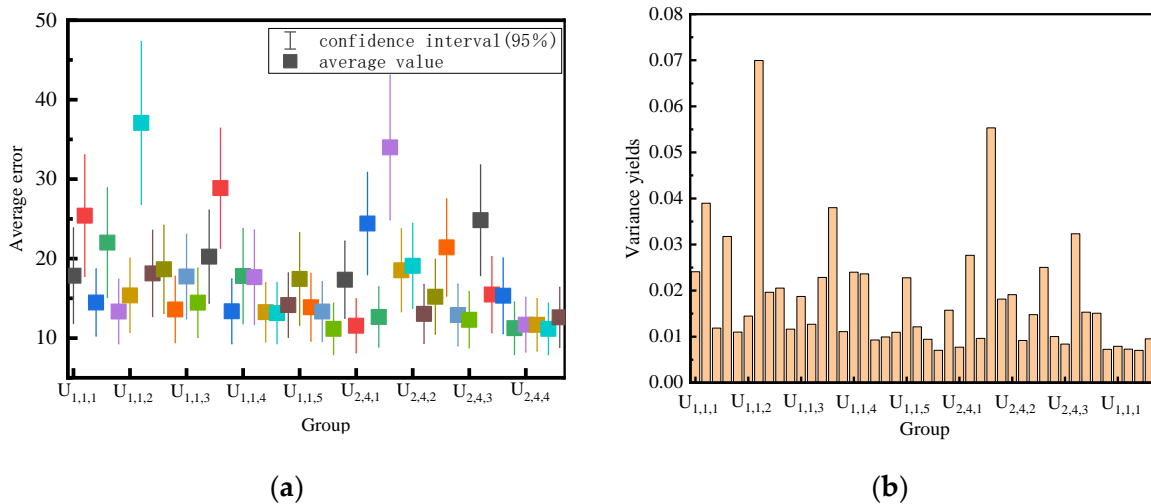 50
40
30
20
10
Average error
confidence interval(95%)
average value
U1,1,1 U1,1,2 U1,1,3 U1,1,4 U1,1,5 U2,4,1 U2,4,2 U2,4,3 U2,4,4
Group
(a)
0.08
0.07
0.06
0.05
0.04
0.03
0.02
0.01
0.00
Variance yields
U1,1,1 U1,1,2 U1,1,3 U1,1,4 U1,1,5 U2,4,1 U2,4,2 U2,4,3 U1,1,1
Group
(b)